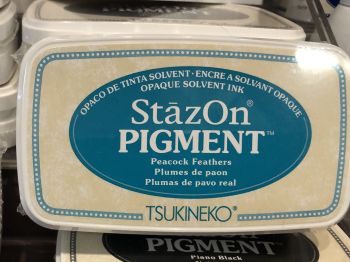 OPACO DE TINTA SOLVENT · ENCRE A SOLVANT OPAQUE
OPAQUE SOLVENT INK
StāzOn®
PIGMENT™
Peacock Feathers
Plumes de paon
Plumas de pavo real
TSUKINEKO®
PIGMENT™
Piano Black